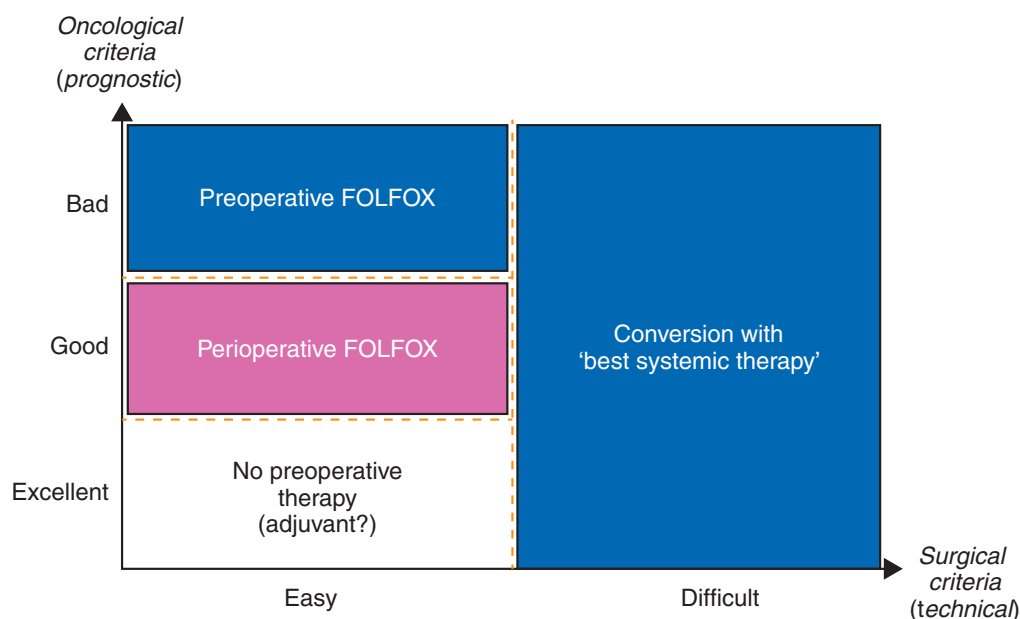 Oncological
criteria
(prognostic)
Bad
Preoperative FOLFOX
Good
Perioperative FOLFOX
Conversion with
‘best systemic therapy’
Excellent
No preoperative
therapy
(adjuvant?)
Easy
Difficult
Surgical
criteria
(technical)